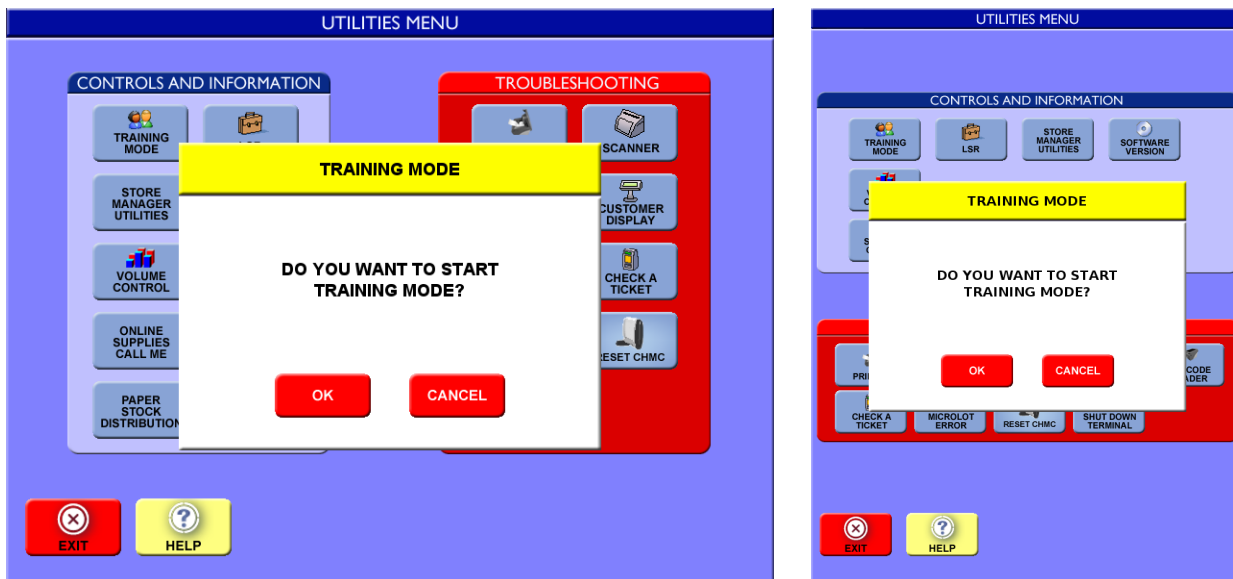 UTILITIES MENU
CONTROLS AND INFORMATION
TRAINING
MODE
STORE
MANAGER
UTILITIES
VOLUME
CONTROL
ONLINE
SUPPLIES
CALL ME
PAPER
STOCK
DISTRIBUTION
TROUBLESHOOTING
SCANNER
CUSTOMER
DISPLAY
CHECK A
TICKET
RESET CHMC
TRAINING MODE
DO YOU WANT TO START
TRAINING MODE?
OK
CANCEL
EXIT
HELP
UTILITIES MENU
CONTROLS AND INFORMATION
TRAINING
MODE
LSR
STORE
MANAGER
UTILITIES
SOFTWARE
VERSION
TRAINING MODE
DO YOU WANT TO START
TRAINING MODE?
OK
CANCEL
CHECK A
TICKET
MICROLOT
ERROR
RESET CHMC
SHUT DOWN
TERMINAL
EXIT
HELP